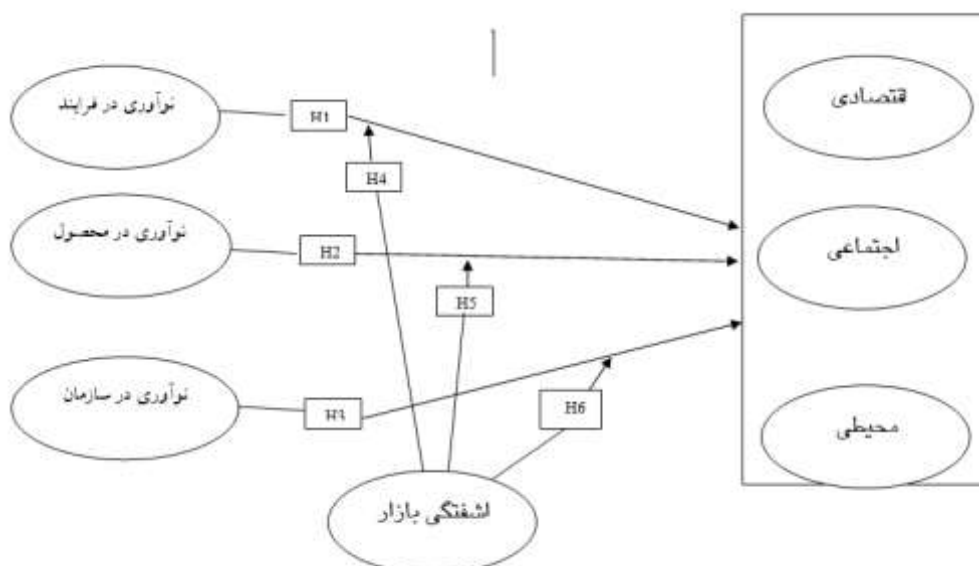 نوآوری در فرایند
H1
H4
نوآوری در محصول
H2
H5
نوآوری در سازمان
H3
H6
اشفتگی بازار
قتصادی
اجتماعی
محیطی